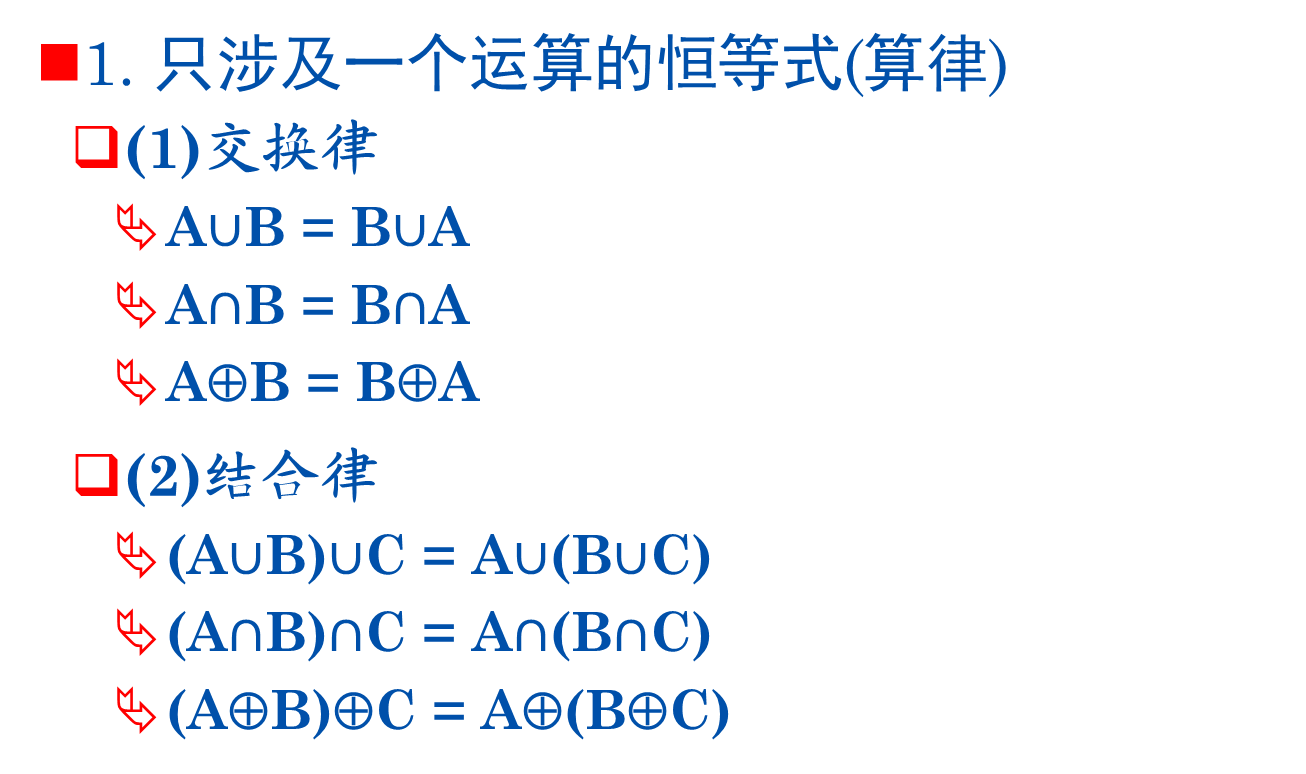 1. 只涉及一个运算的恒等式(算律)
(1)交换律
A∪B = B∪A
A∩B = B∩A
A⊕B = B⊕A
(2)结合律
(A∪B)∪C = A∪(B∪C)
(A∩B)∩C = A∩(B∩C)
(A⊕B)⊕C = A⊕(B⊕C)